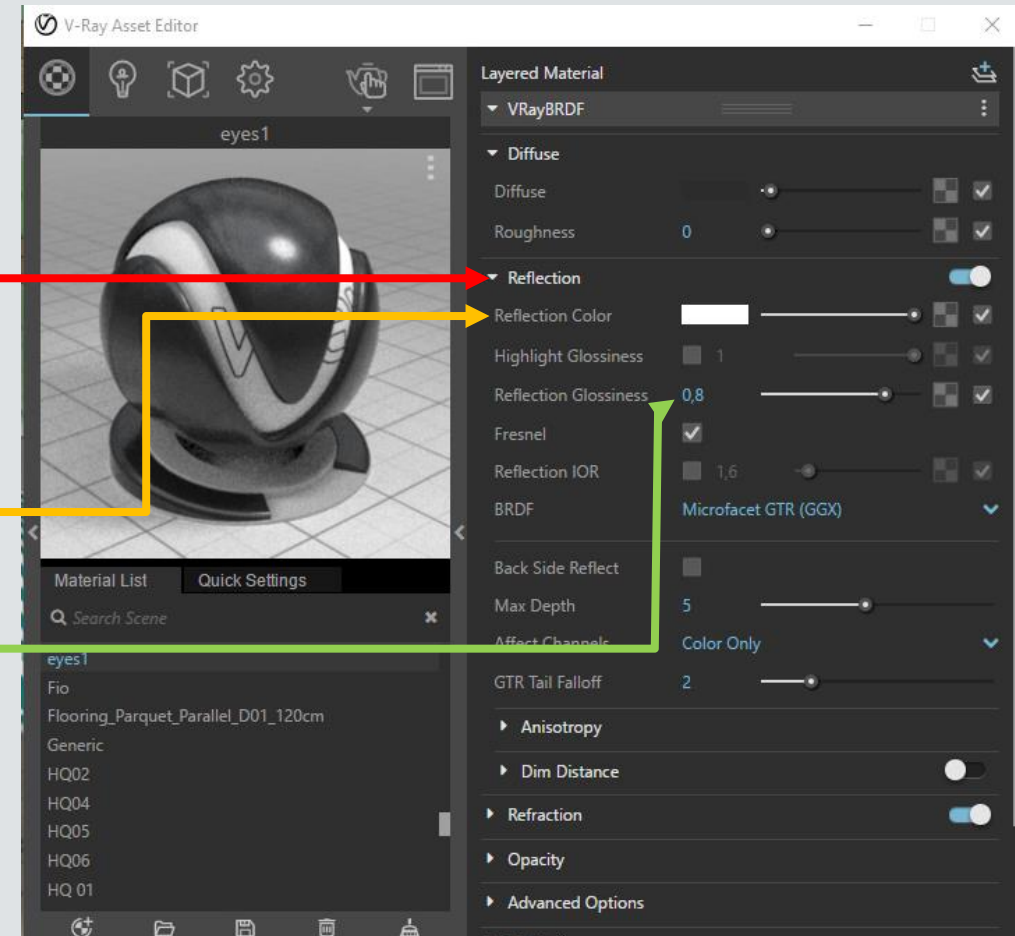 V-Ray Asset Editor
eyes1
Material List
Quick Settings
Search Scene
eyes1
Fio
Flooring_Parquet_Parallel_D01_120cm
Generic
HQ02
HQ04
HQ05
HQ06
HQ 01
Layered Material
VRayBRDF
Diffuse
Diffuse
Roughness 0
Reflection
Reflection Color
Highlight Glossiness 1
Reflection Glossiness 0,8
Fresnel
Reflection IOR 1,6
BRDF Microfacet GTR (GGX)
Back Side Reflect
Max Depth 5
Affect Channels Color Only
GTR Tail Falloff 2
Anisotropy
Dim Distance
Refraction
Opacity
Advanced Options